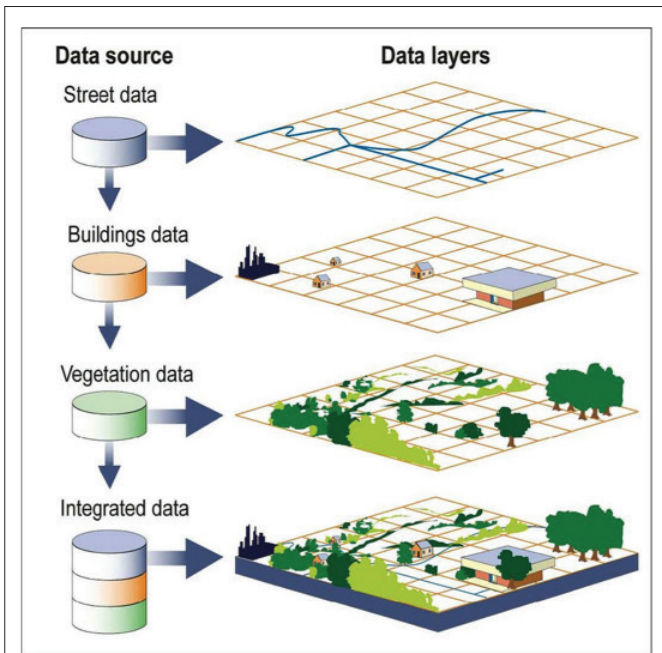 Data source
Data layers
Street data
Buildings data
Vegetation data
Integrated data